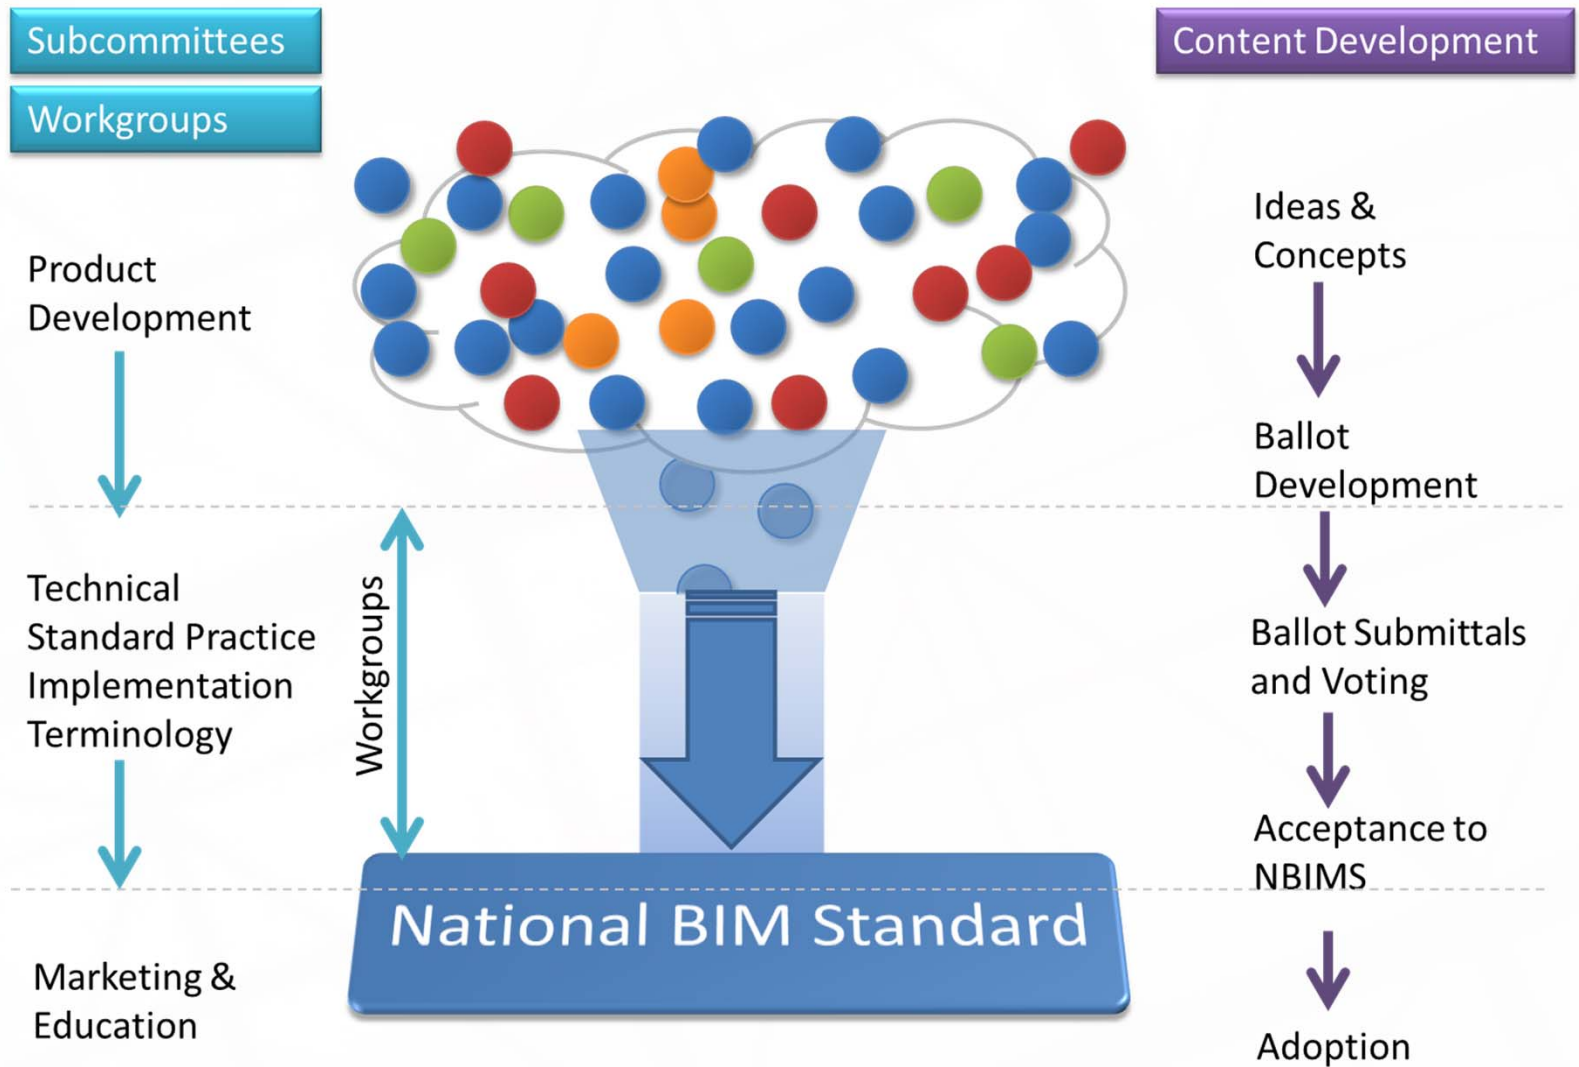 Subcommittees
Workgroups
Product
Development
Technical
Standard Practice
Implementation
Terminology
Marketing &
Education
Workgroups
National BIM Standard
Content Development
Ideas &
Concepts
Ballot
Development
Ballot Submittals
and Voting
Acceptance to
NBIMS
Adoption